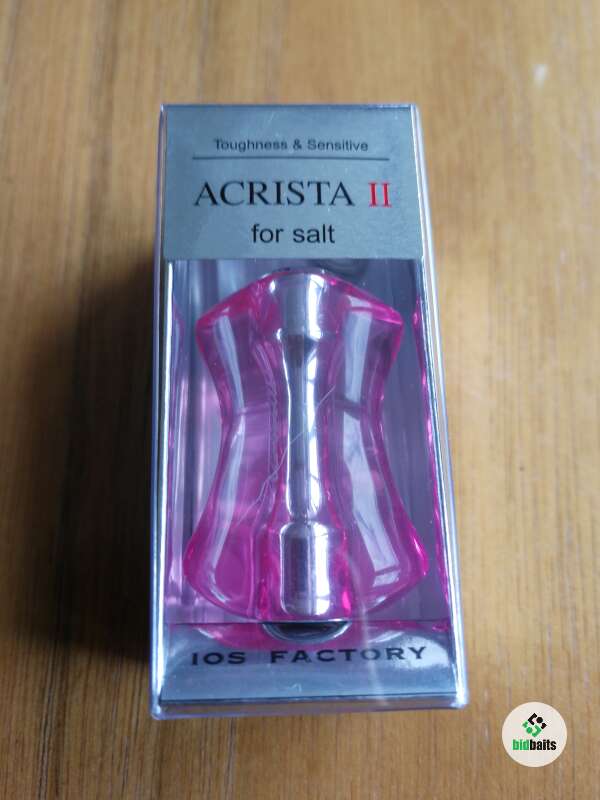 Toughness & Sensitive
ACRISTA II
for salt
IOS FACTORY
bidbaits